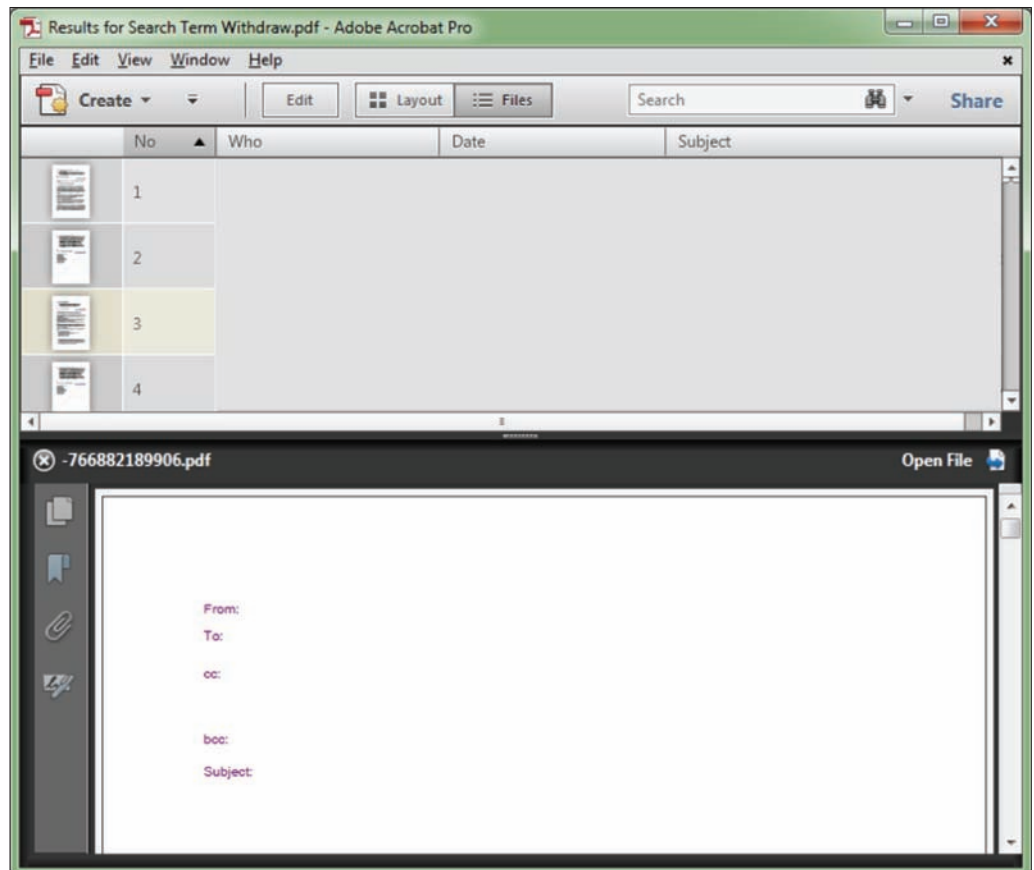 Results for Search Term Withdraw.pdf - Adobe Acrobat Pro
File Edit View Window Help
Create Edit Layout Files Search Share
No Who Date Subject
1
2
3
4
-766882189906.pdf Open File
From:
To:
cc:
bcc:
Subject: